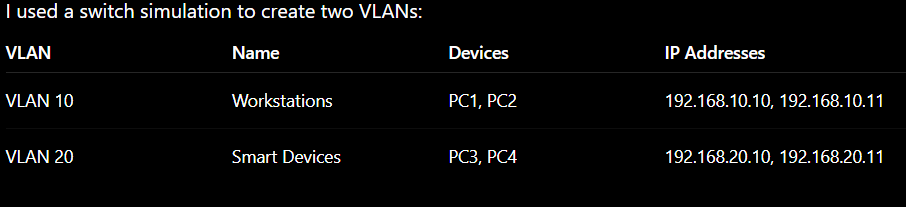 I used a switch simulation to create two VLANs:
VLAN Name Devices IP Addresses
VLAN 10 Workstations PC1, PC2 192.168.10.10, 192.168.10.11
VLAN 20 Smart Devices PC3, PC4 192.168.20.10, 192.168.20.11